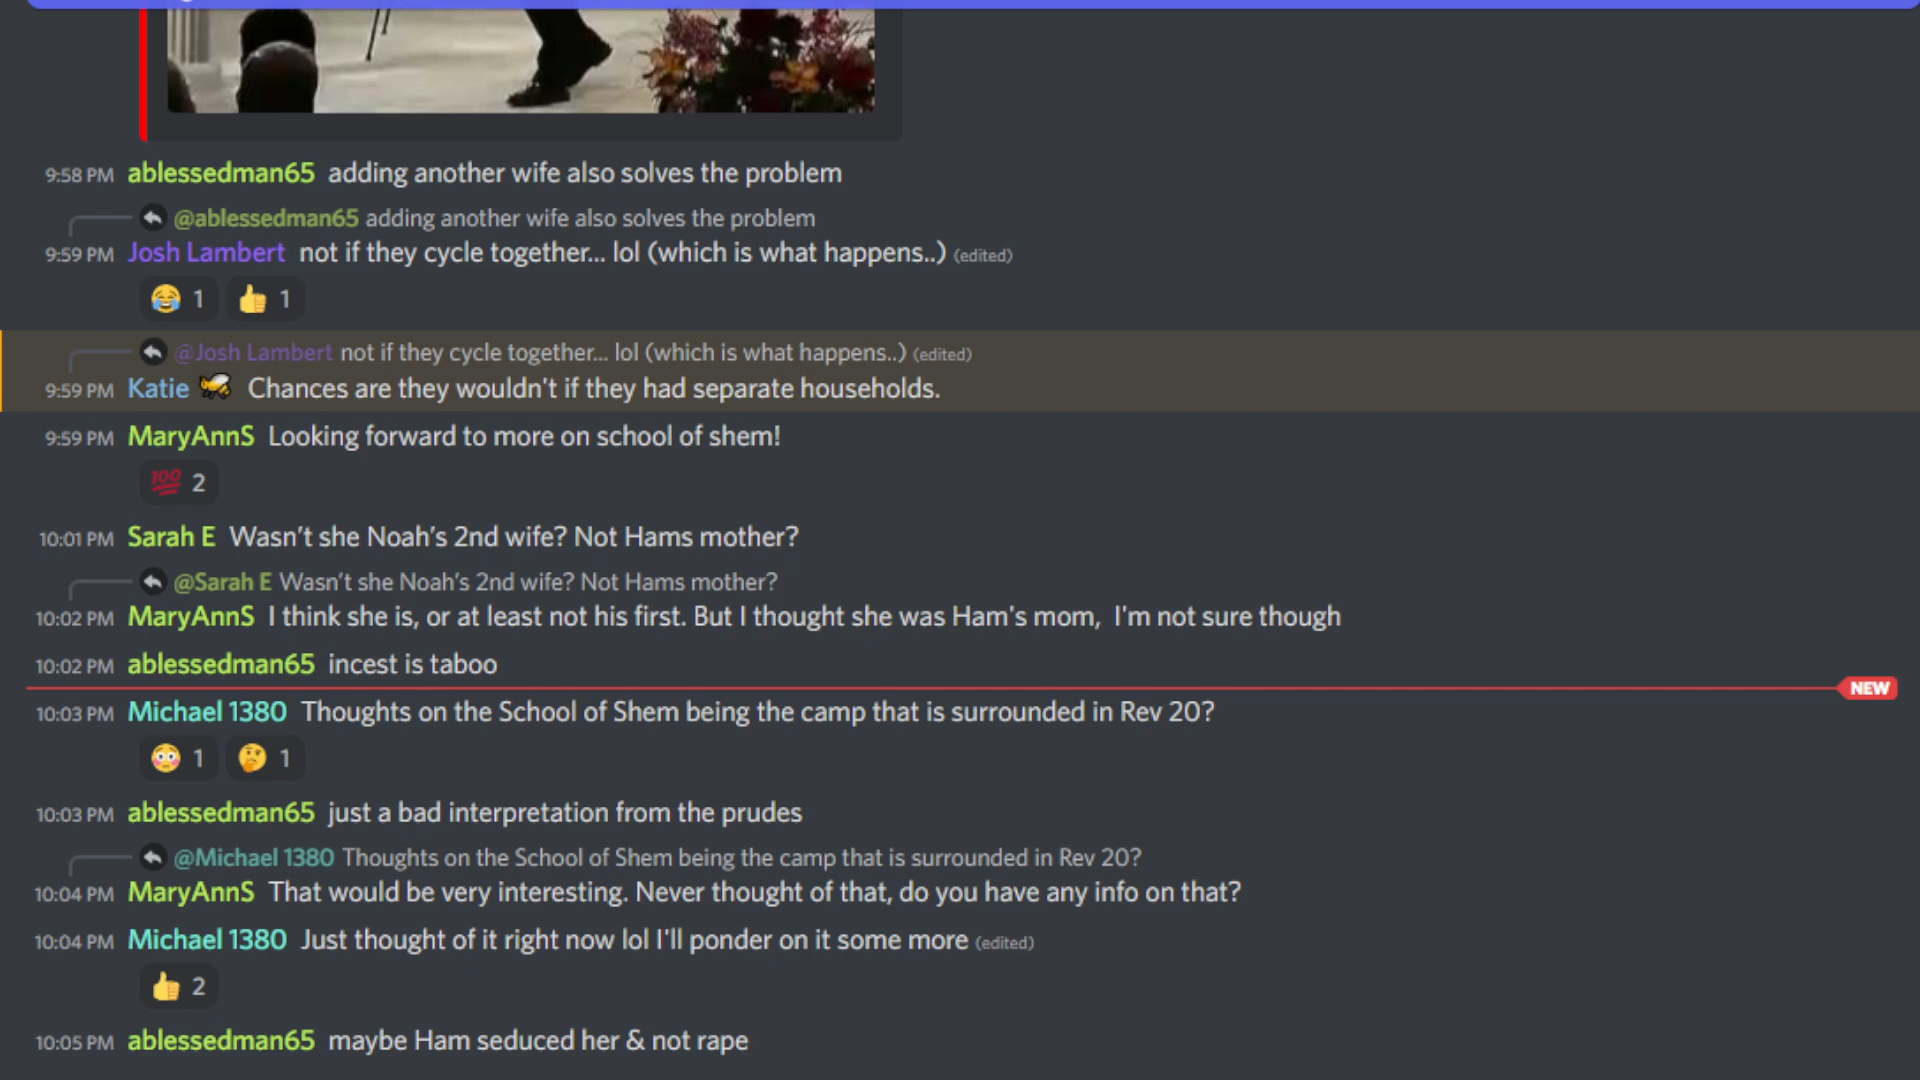 9:58 PM ablessedman65 adding another wife also solves the problem
@ablessedman65 adding another wife also solves the problem
9:59 PM Josh Lambert not if they cycle together... lol (which is what happens..) (edited)
😂 1 👍 1
@Josh Lambert not if they cycle together... lol (which is what happens..) (edited)
9:59 PM Katie 🐝 Chances are they wouldn't if they had separate households.
9:59 PM MaryAnnS Looking forward to more on school of shem!
💯 2
10:01 PM Sarah E Wasn’t she Noah’s 2nd wife? Not Hams mother?
@Sarah E Wasn’t she Noah’s 2nd wife? Not Hams mother?
10:02 PM MaryAnnS I think she is, or at least not his first. But I thought she was Ham's mom, I'm not sure though
10:02 PM ablessedman65 incest is taboo
NEW
10:03 PM Michael 1380 Thoughts on the School of Shem being the camp that is surrounded in Rev 20?
😳 1 🤔 1
10:03 PM ablessedman65 just a bad interpretation from the prudes
@Michael 1380 Thoughts on the School of Shem being the camp that is surrounded in Rev 20?
10:04 PM MaryAnnS That would be very interesting. Never thought of that, do you have any info on that?
10:04 PM Michael 1380 Just thought of it right now lol I'll ponder on it some more (edited)
👍 2
10:05 PM ablessedman65 maybe Ham seduced her & not rape